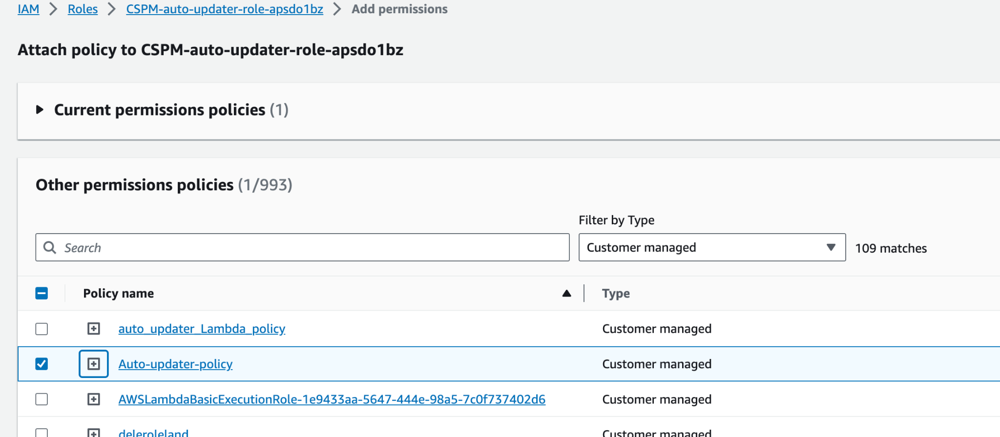 IAM > Roles > CSPM-auto-updater-role-apsdo1bz > Add permissions
Attach policy to CSPM-auto-updater-role-apsdo1bz
Current permissions policies (1)
Other permissions policies (1/993)
Filter by Type
Search
Customer managed
109 matches
Policy name Type
auto_updater_Lambda_policy Customer managed
Auto-updater-policy Customer managed
AWSLambdaBasicExecutionRole-1e9433aa-5647-444e-98a5-7c0f737402d6 Customer managed
deleroleland Customer managed